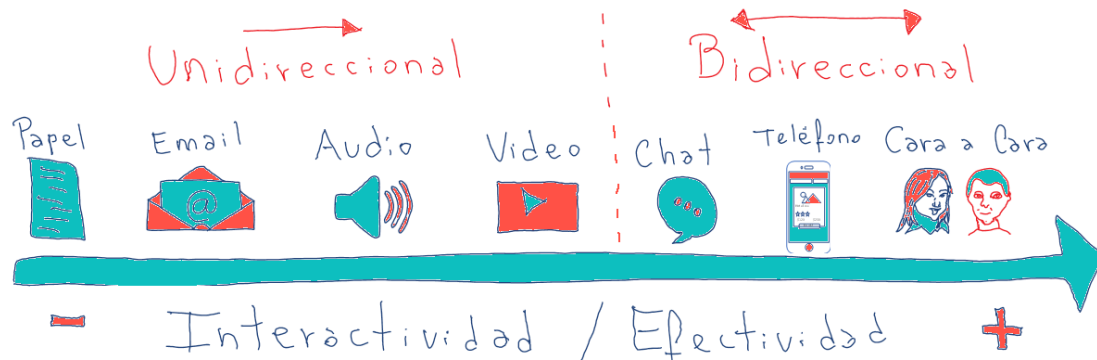 Unidireccional
Bidireccional
Papel
Email
Audio
Video
Chat
Teléfono
Cara a Cara
@
- Interactividad / Efectividad +